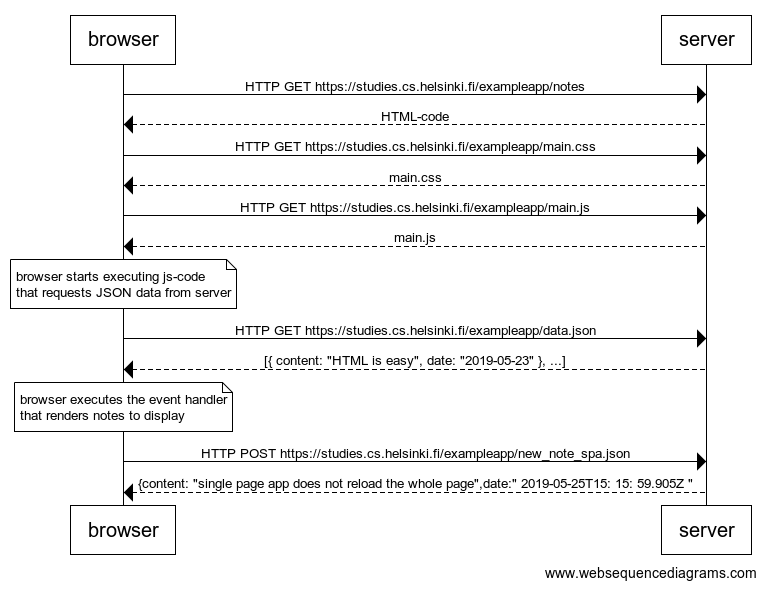 browser
server
HTTP GET https://studies.cs.helsinki.fi/exampleapp/notes
HTML-code
HTTP GET https://studies.cs.helsinki.fi/exampleapp/main.css
main.css
HTTP GET https://studies.cs.helsinki.fi/exampleapp/main.js
main.js
browser starts executing js-code
that requests JSON data from server
HTTP GET https://studies.cs.helsinki.fi/exampleapp/data.json
[{ content: "HTML is easy", date: "2019-05-23" }, ...]
browser executes the event handler
that renders notes to display
HTTP POST https://studies.cs.helsinki.fi/exampleapp/new_note_spa.json
{content: "single page app does not reload the whole page",date:" 2019-05-25T15: 15: 59.905Z "
browser
server
www.websequencediagrams.com